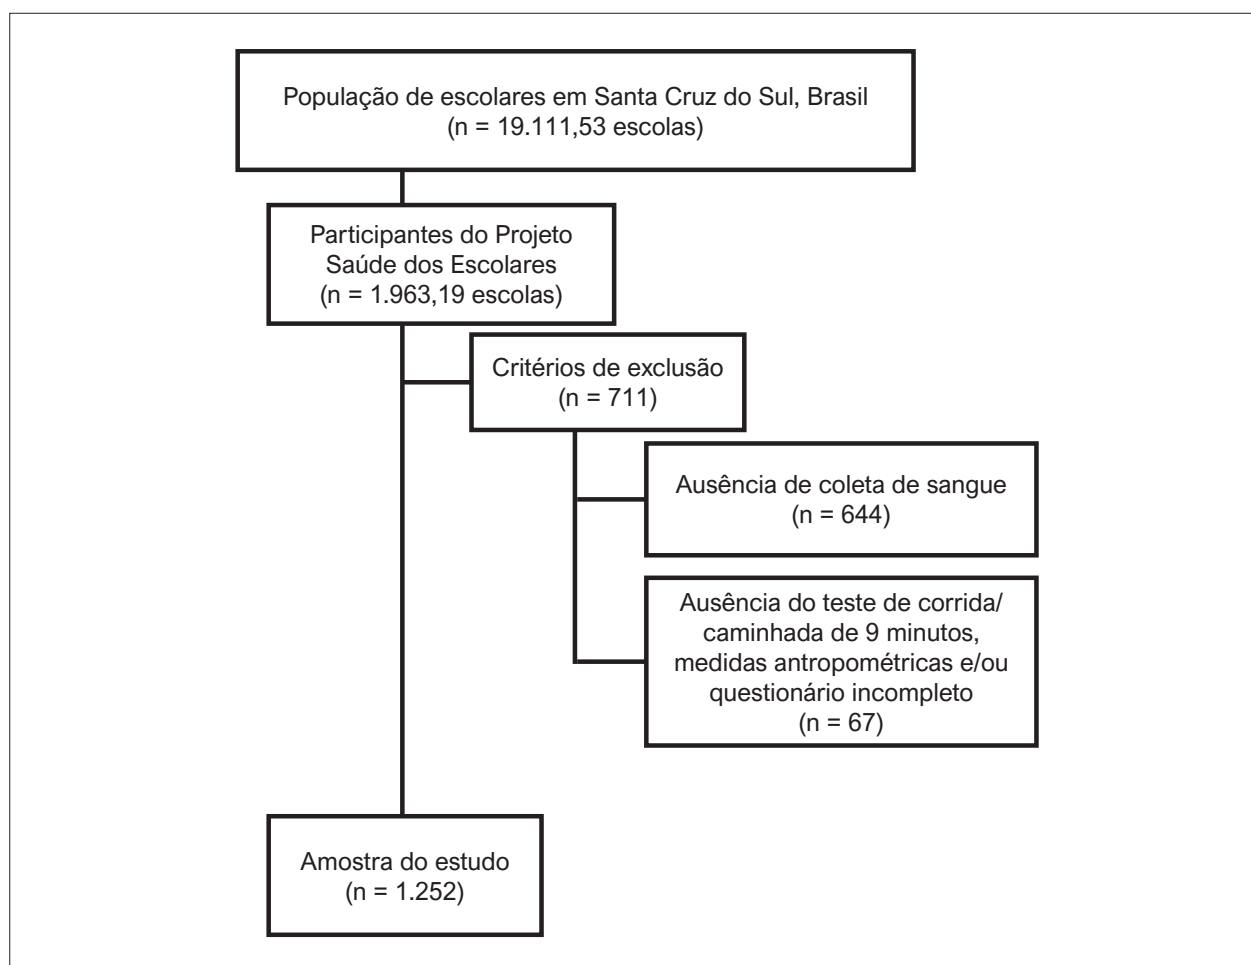 População de escolares em Santa Cruz do Sul, Brasil
(n = 19.111,53 escolas)
Participantes do Projeto
Saúde dos Escolares
(n = 1.963,19 escolas)
Critérios de exclusão
(n = 711)
Ausência de coleta de sangue
(n = 644)
Ausência do teste de corrida/
caminhada de 9 minutos,
medidas antropométricas e/ou
questionário incompleto
(n = 67)
Amostra do estudo
(n = 1.252)